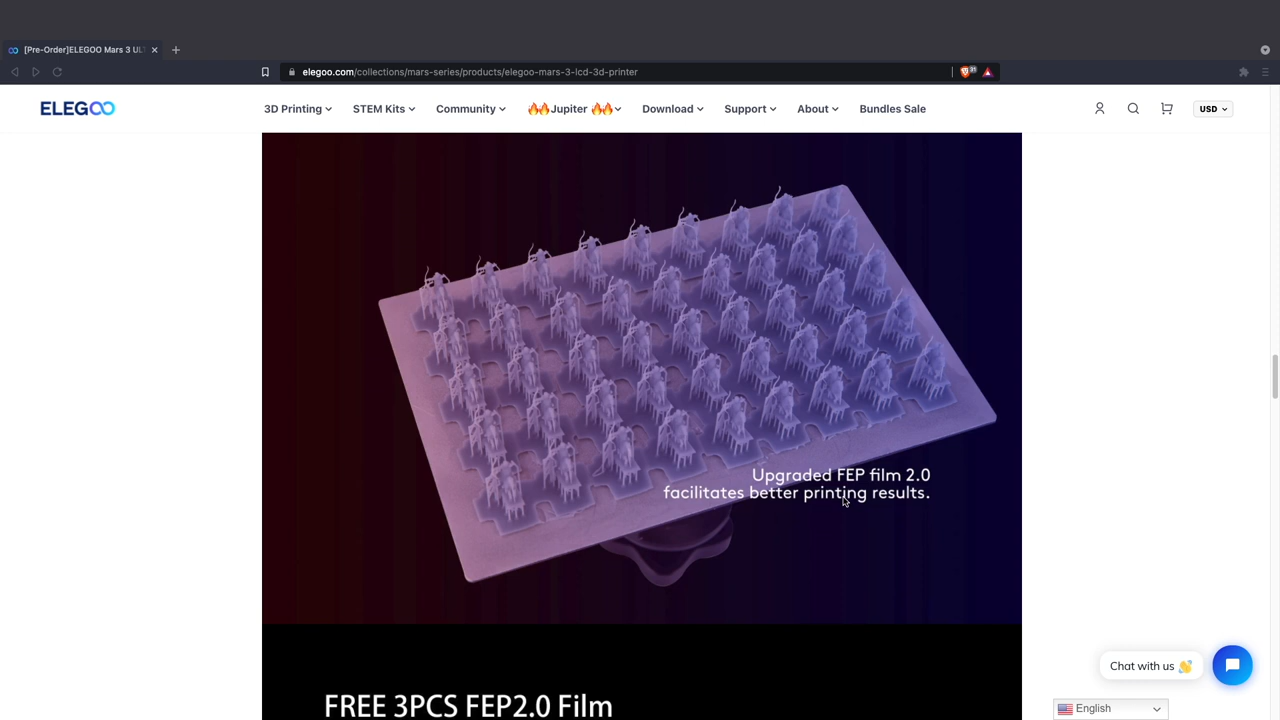 [Pre-Order]ELEGOO Mars 3 UL
elegoo.com/collections/mars-series/products/elegoo-mars-3-lcd-3d-printer
31
ELEGOO
3D Printing
STEM Kits
Community
🔥🔥Jupiter 🔥🔥
Download
Support
About
Bundles Sale
USD
Upgraded FEP film 2.0
facilitates better printing results.
Chat with us 👋
FREE 3PCS FEP2.0 Film
English